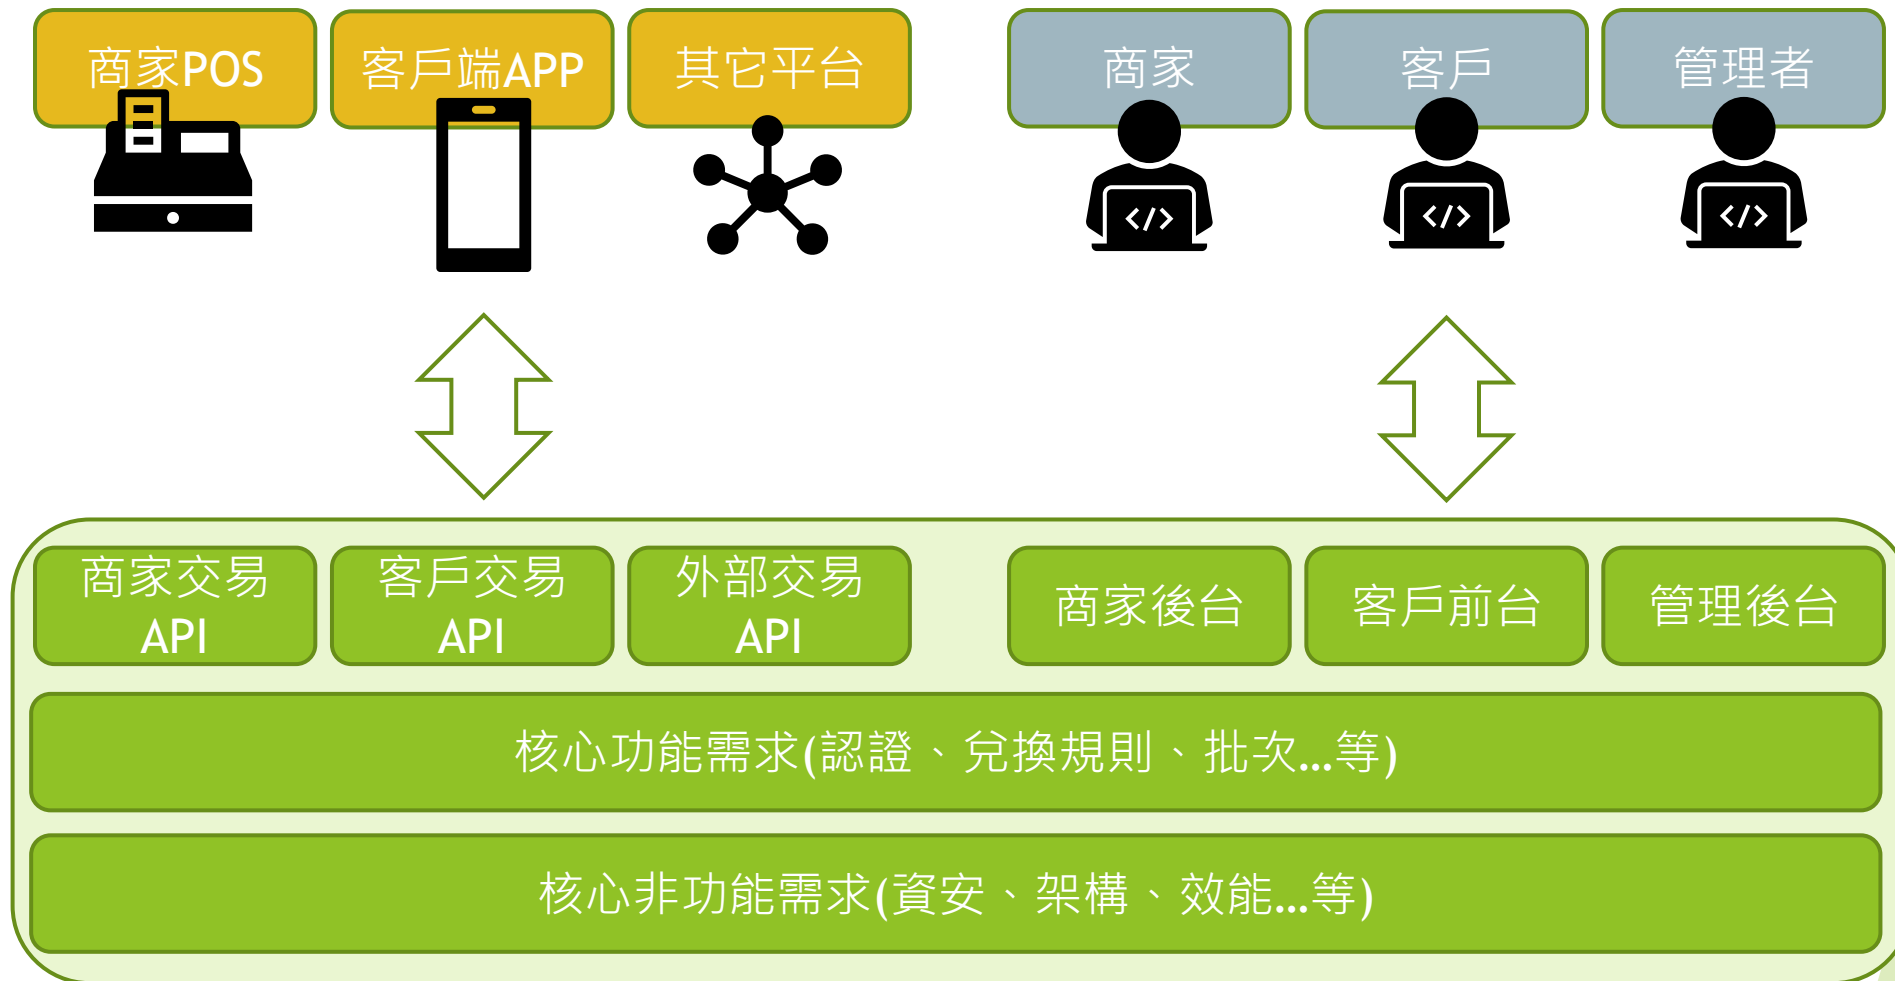 商家POS
客戶端APP
其它平台
商家
客戶
管理者
</>
</>
</>
商家交易
API
客戶交易
API
外部交易
API
商家後台
客戶前台
管理後台
核心功能需求(認證、兌換規則、批次...等)
核心非功能需求(資安、架構、效能...等)